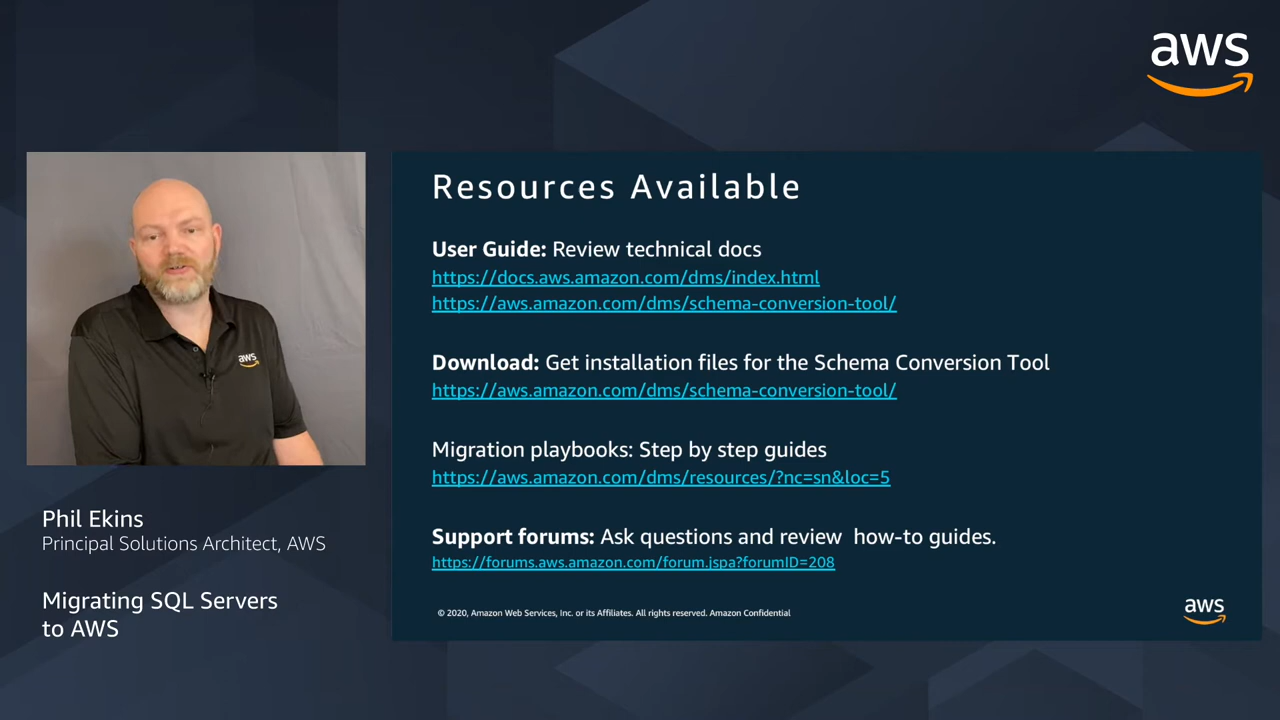 aws
Resources Available
User Guide: Review technical docs
https://docs.aws.amazon.com/dms/index.html
https://aws.amazon.com/dms/schema-conversion-tool/
Download: Get installation files for the Schema Conversion Tool
https://aws.amazon.com/dms/schema-conversion-tool/
Migration playbooks: Step by step guides
https://aws.amazon.com/dms/resources/?nc=sn&loc=5
Support forums: Ask questions and review how-to guides.
https://forums.aws.amazon.com/forum.jspa?forumID=208
© 2020, Amazon Web Services, Inc. or its Affiliates. All rights reserved. Amazon Confidential
aws
aws
Phil Ekins
Principal Solutions Architect, AWS
Migrating SQL Servers
to AWS